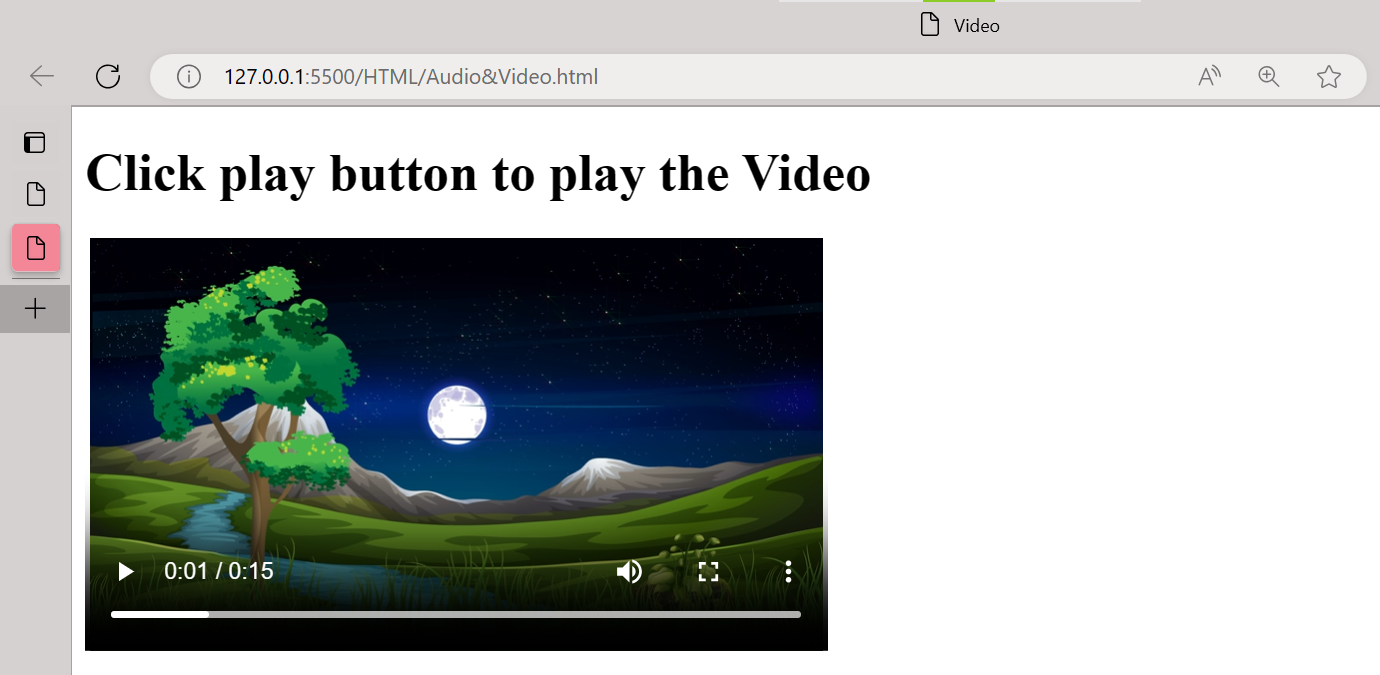 Video
127.0.0.1:5500/HTML/Audio&Video.html
Click play button to play the Video
0:01 / 0:15